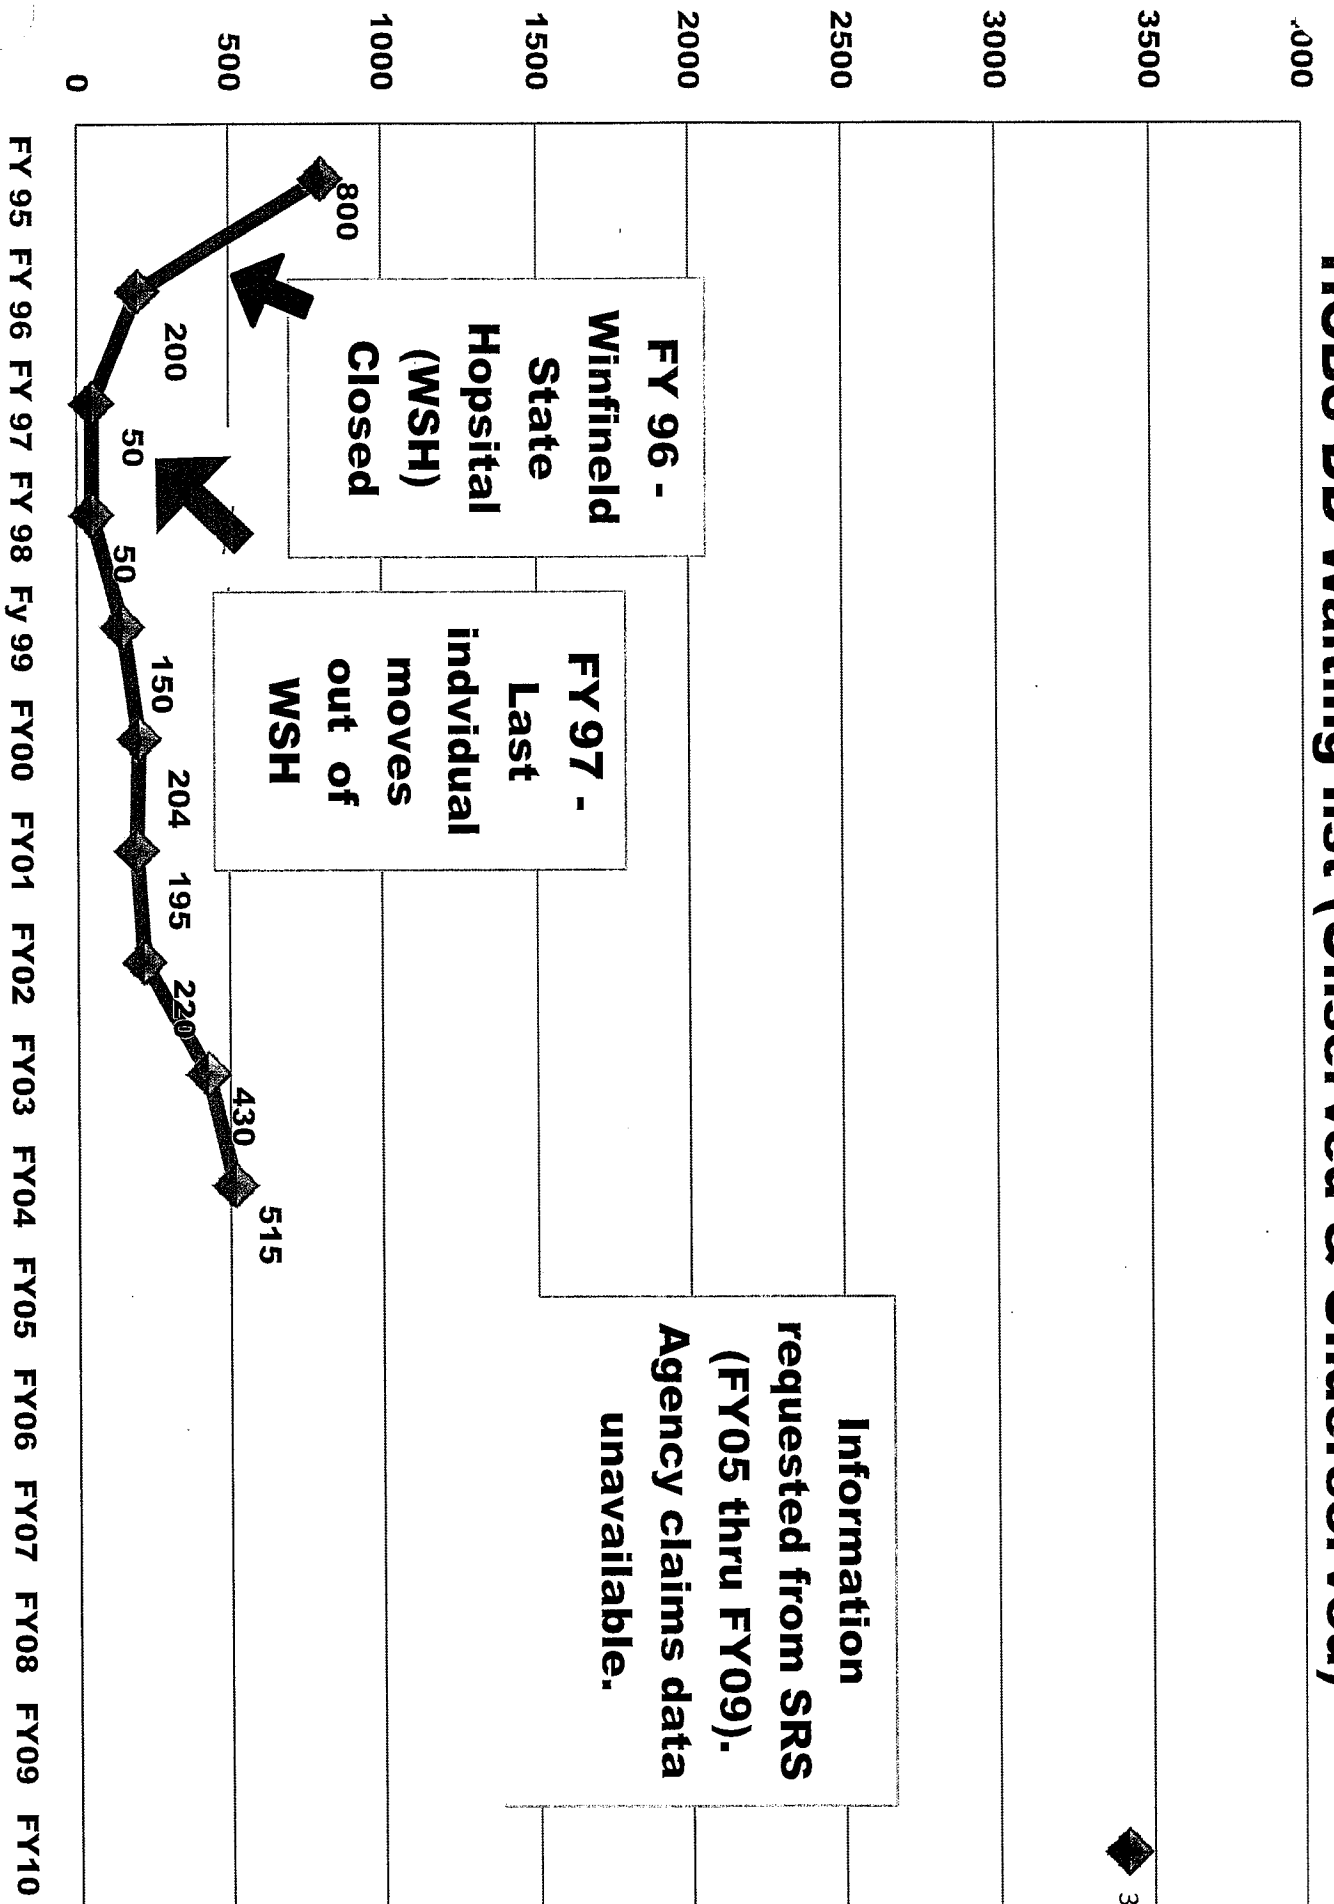 HCBS DD waiting list (Unserved & Underserved)
000
3500
3000
2500
2000
1500
1000
500
0
800
200
50
50
150
204
195
220
430
515
3
FY 96 -
Winfineld
State
Hopsital
(WSH)
Closed
FY 97 -
Last
indvidual
moves
out of
WSH
Information
requested from SRS
(FY05 thru FY09).
Agency claims data
unavailable.
FY 95 FY 96 FY 97 FY 98 Fy 99 FY00 FY01 FY02 FY03 FY04 FY05 FY06 FY07 FY08 FY09 FY10